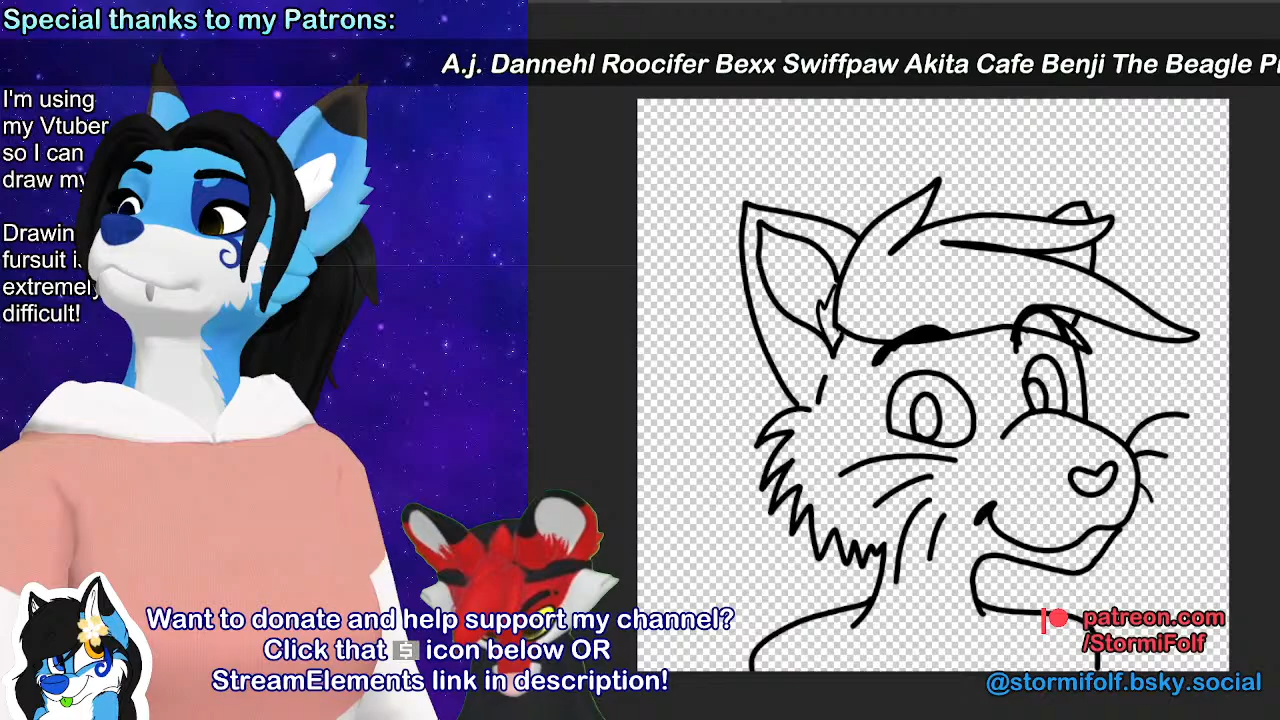 Special thanks to my Patrons:
A.j. Dannehl Roocifer Bexx Swiffpaw Akita Cafe Benji The Beagle
I'm using
my Vtuber
so I can
draw my
Drawin
fursuit i
extremely
difficult!
Want to donate and help support my channel?
Click that $ icon below OR
StreamElements link in description!
patreon.com
/StormiFolf
@stormifolf.bsky.social